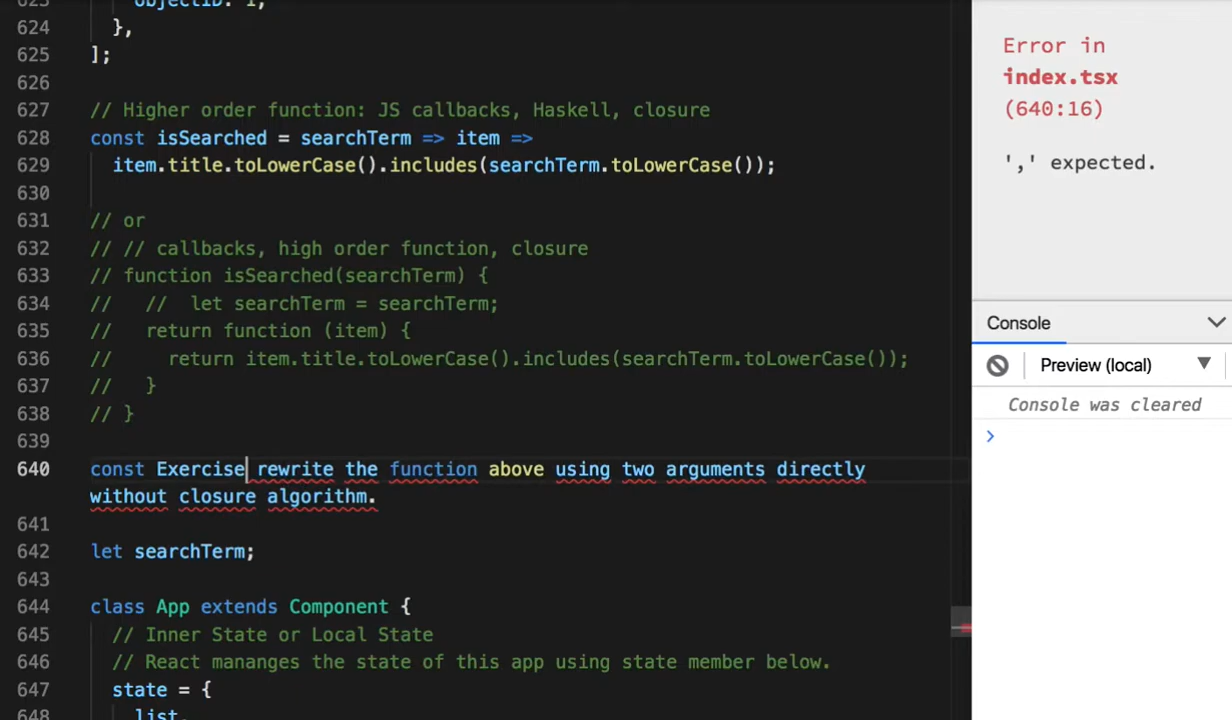 623 objectID: 1,
624 },
625 ];
626
627 // Higher order function: JS callbacks, Haskell, closure
628 const isSearched = searchTerm => item =>
629 item.title.toLowerCase().includes(searchTerm.toLowerCase());
630
631 // or
632 // // callbacks, high order function, closure
633 // function isSearched(searchTerm) {
634 // // let searchTerm = searchTerm;
635 // return function (item) {
636 // return item.title.toLowerCase().includes(searchTerm.toLowerCase());
637 // }
638 // }
639
640 const Exercise rewrite the function above using two arguments directly
without closure algorithm.
641
642 let searchTerm;
643
644 class App extends Component {
645 // Inner State or Local State
646 // React mananges the state of this app using state member below.
647 state = {
648 list,
Error in
index.tsx
(640:16)
',' expected.
Console
Preview (local)
Console was cleared